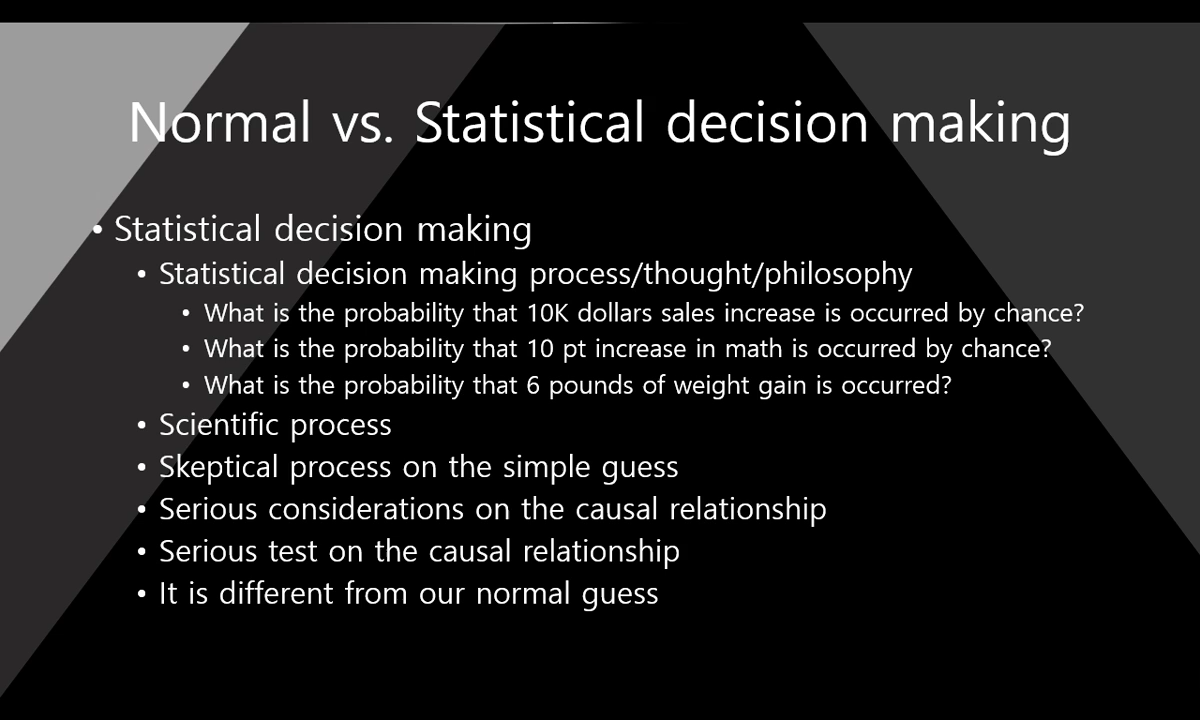 Normal vs. Statistical decision making
• Statistical decision making
• Statistical decision making process/thought/philosophy
• What is the probability that 10K dollars sales increase is occurred by chance?
• What is the probability that 10 pt increase in math is occurred by chance?
• What is the probability that 6 pounds of weight gain is occurred?
• Scientific process
• Skeptical process on the simple guess
• Serious considerations on the causal relationship
• Serious test on the causal relationship
• It is different from our normal guess